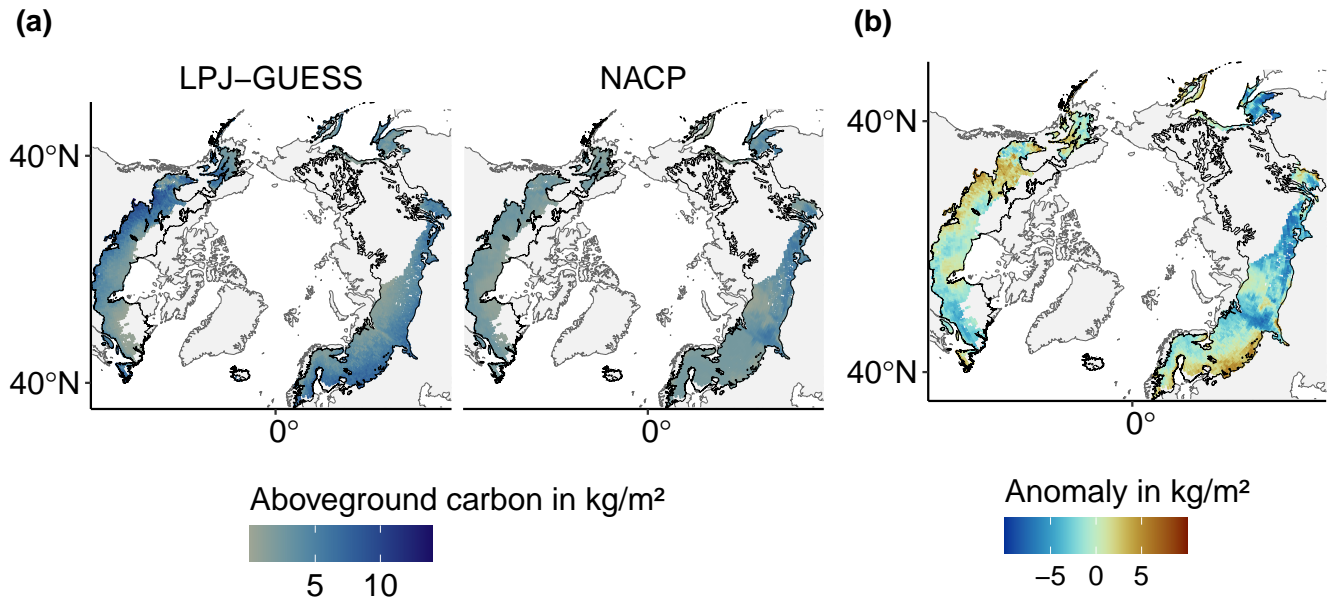 (a)
(b)
LPJ−GUESS
NACP
40°N
40°N
0°
0°
40°N
40°N
0°
Aboveground carbon in kg/m²
5
10
Anomaly in kg/m²
−5
0
5